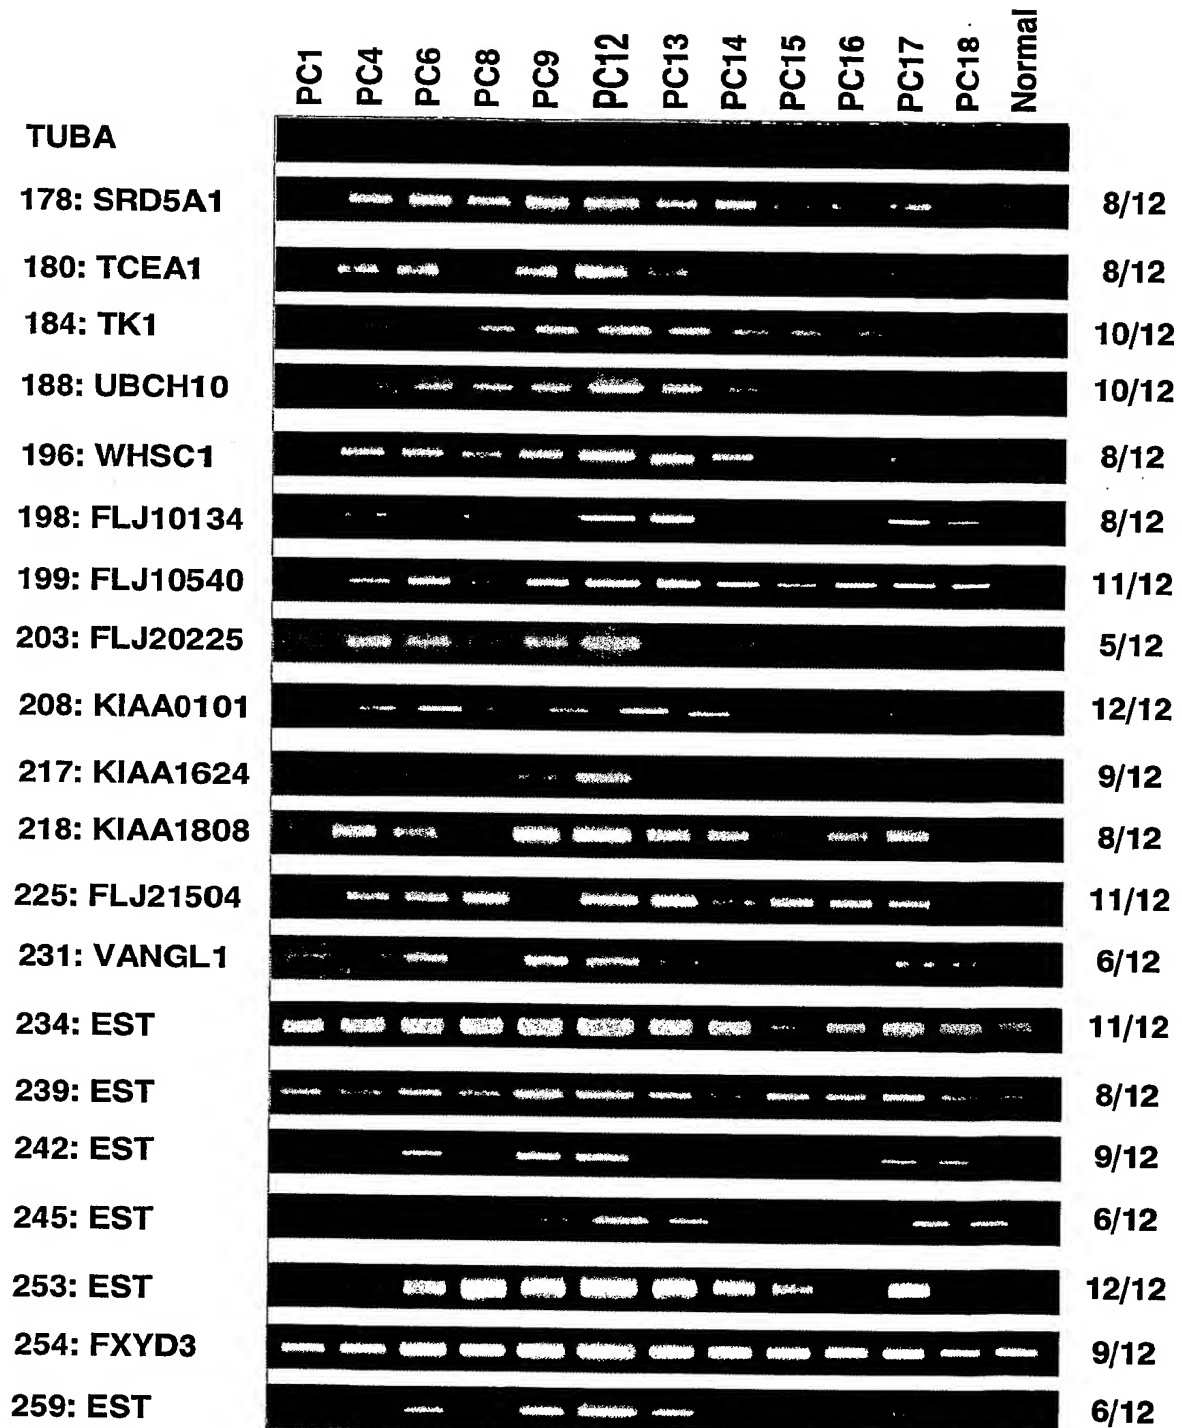 PC1 PC4 PC6 PC8 PC9 PC12 PC13 PC14 PC15 PC16 PC17 PC18 Normal
TUBA
178: SRD5A1 8/12
180: TCEA1 8/12
184: TK1 10/12
188: UBCH10 10/12
196: WHSC1 8/12
198: FLJ10134 8/12
199: FLJ10540 11/12
203: FLJ20225 5/12
208: KIAA0101 12/12
217: KIAA1624 9/12
218: KIAA1808 8/12
225: FLJ21504 11/12
231: VANGL1 6/12
234: EST 11/12
239: EST 8/12
242: EST 9/12
245: EST 6/12
253: EST 12/12
254: FXYD3 9/12
259: EST 6/12